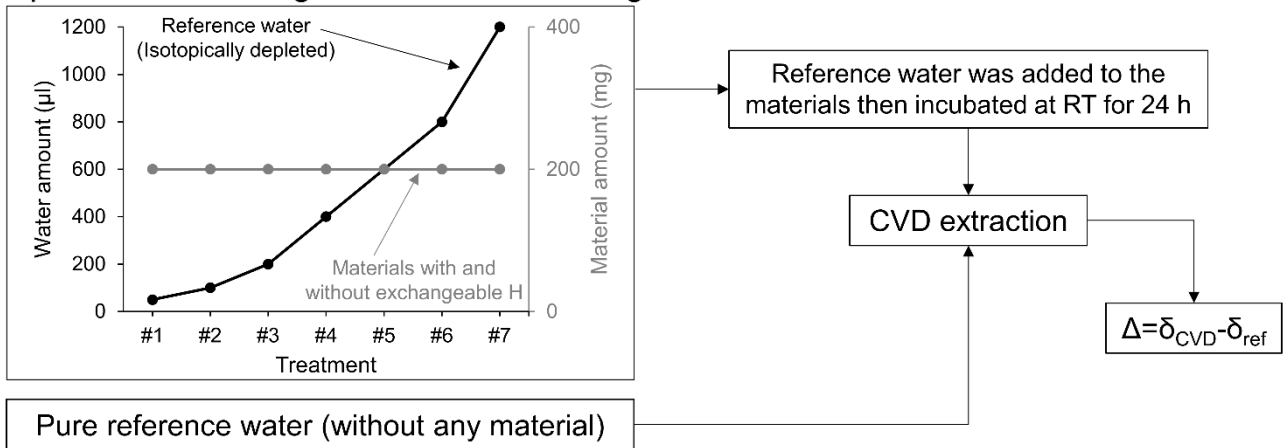 1200
1000
800
600
400
200
0
Water amount (µl)
Reference water
(Isotopically depleted)
Materials with and
without exchangeable H
400
200
0
Material amount (mg)
#1 #2 #3 #4 #5 #6 #7
Treatment
Reference water was added to the
materials then incubated at RT for 24 h
CVD extraction
Δ=δCVD-δref
Pure reference water (without any material)